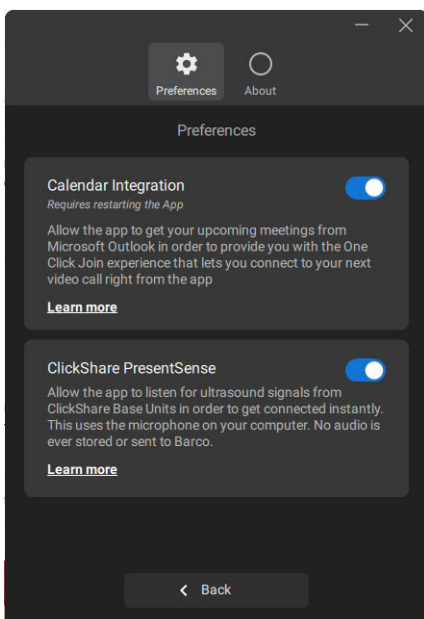 Preferences
About
Preferences
Calendar Integration
Requires restarting the App
Allow the app to get your upcoming meetings from
Microsoft Outlook in order to provide you with the One
Click Join experience that lets you connect to your next
video call right from the app
Learn more
ClickShare PresentSense
Allow the app to listen for ultrasound signals from
ClickShare Base Units in order to get connected instantly.
This uses the microphone on your computer. No audio is
ever stored or sent to Barco.
Learn more
Back